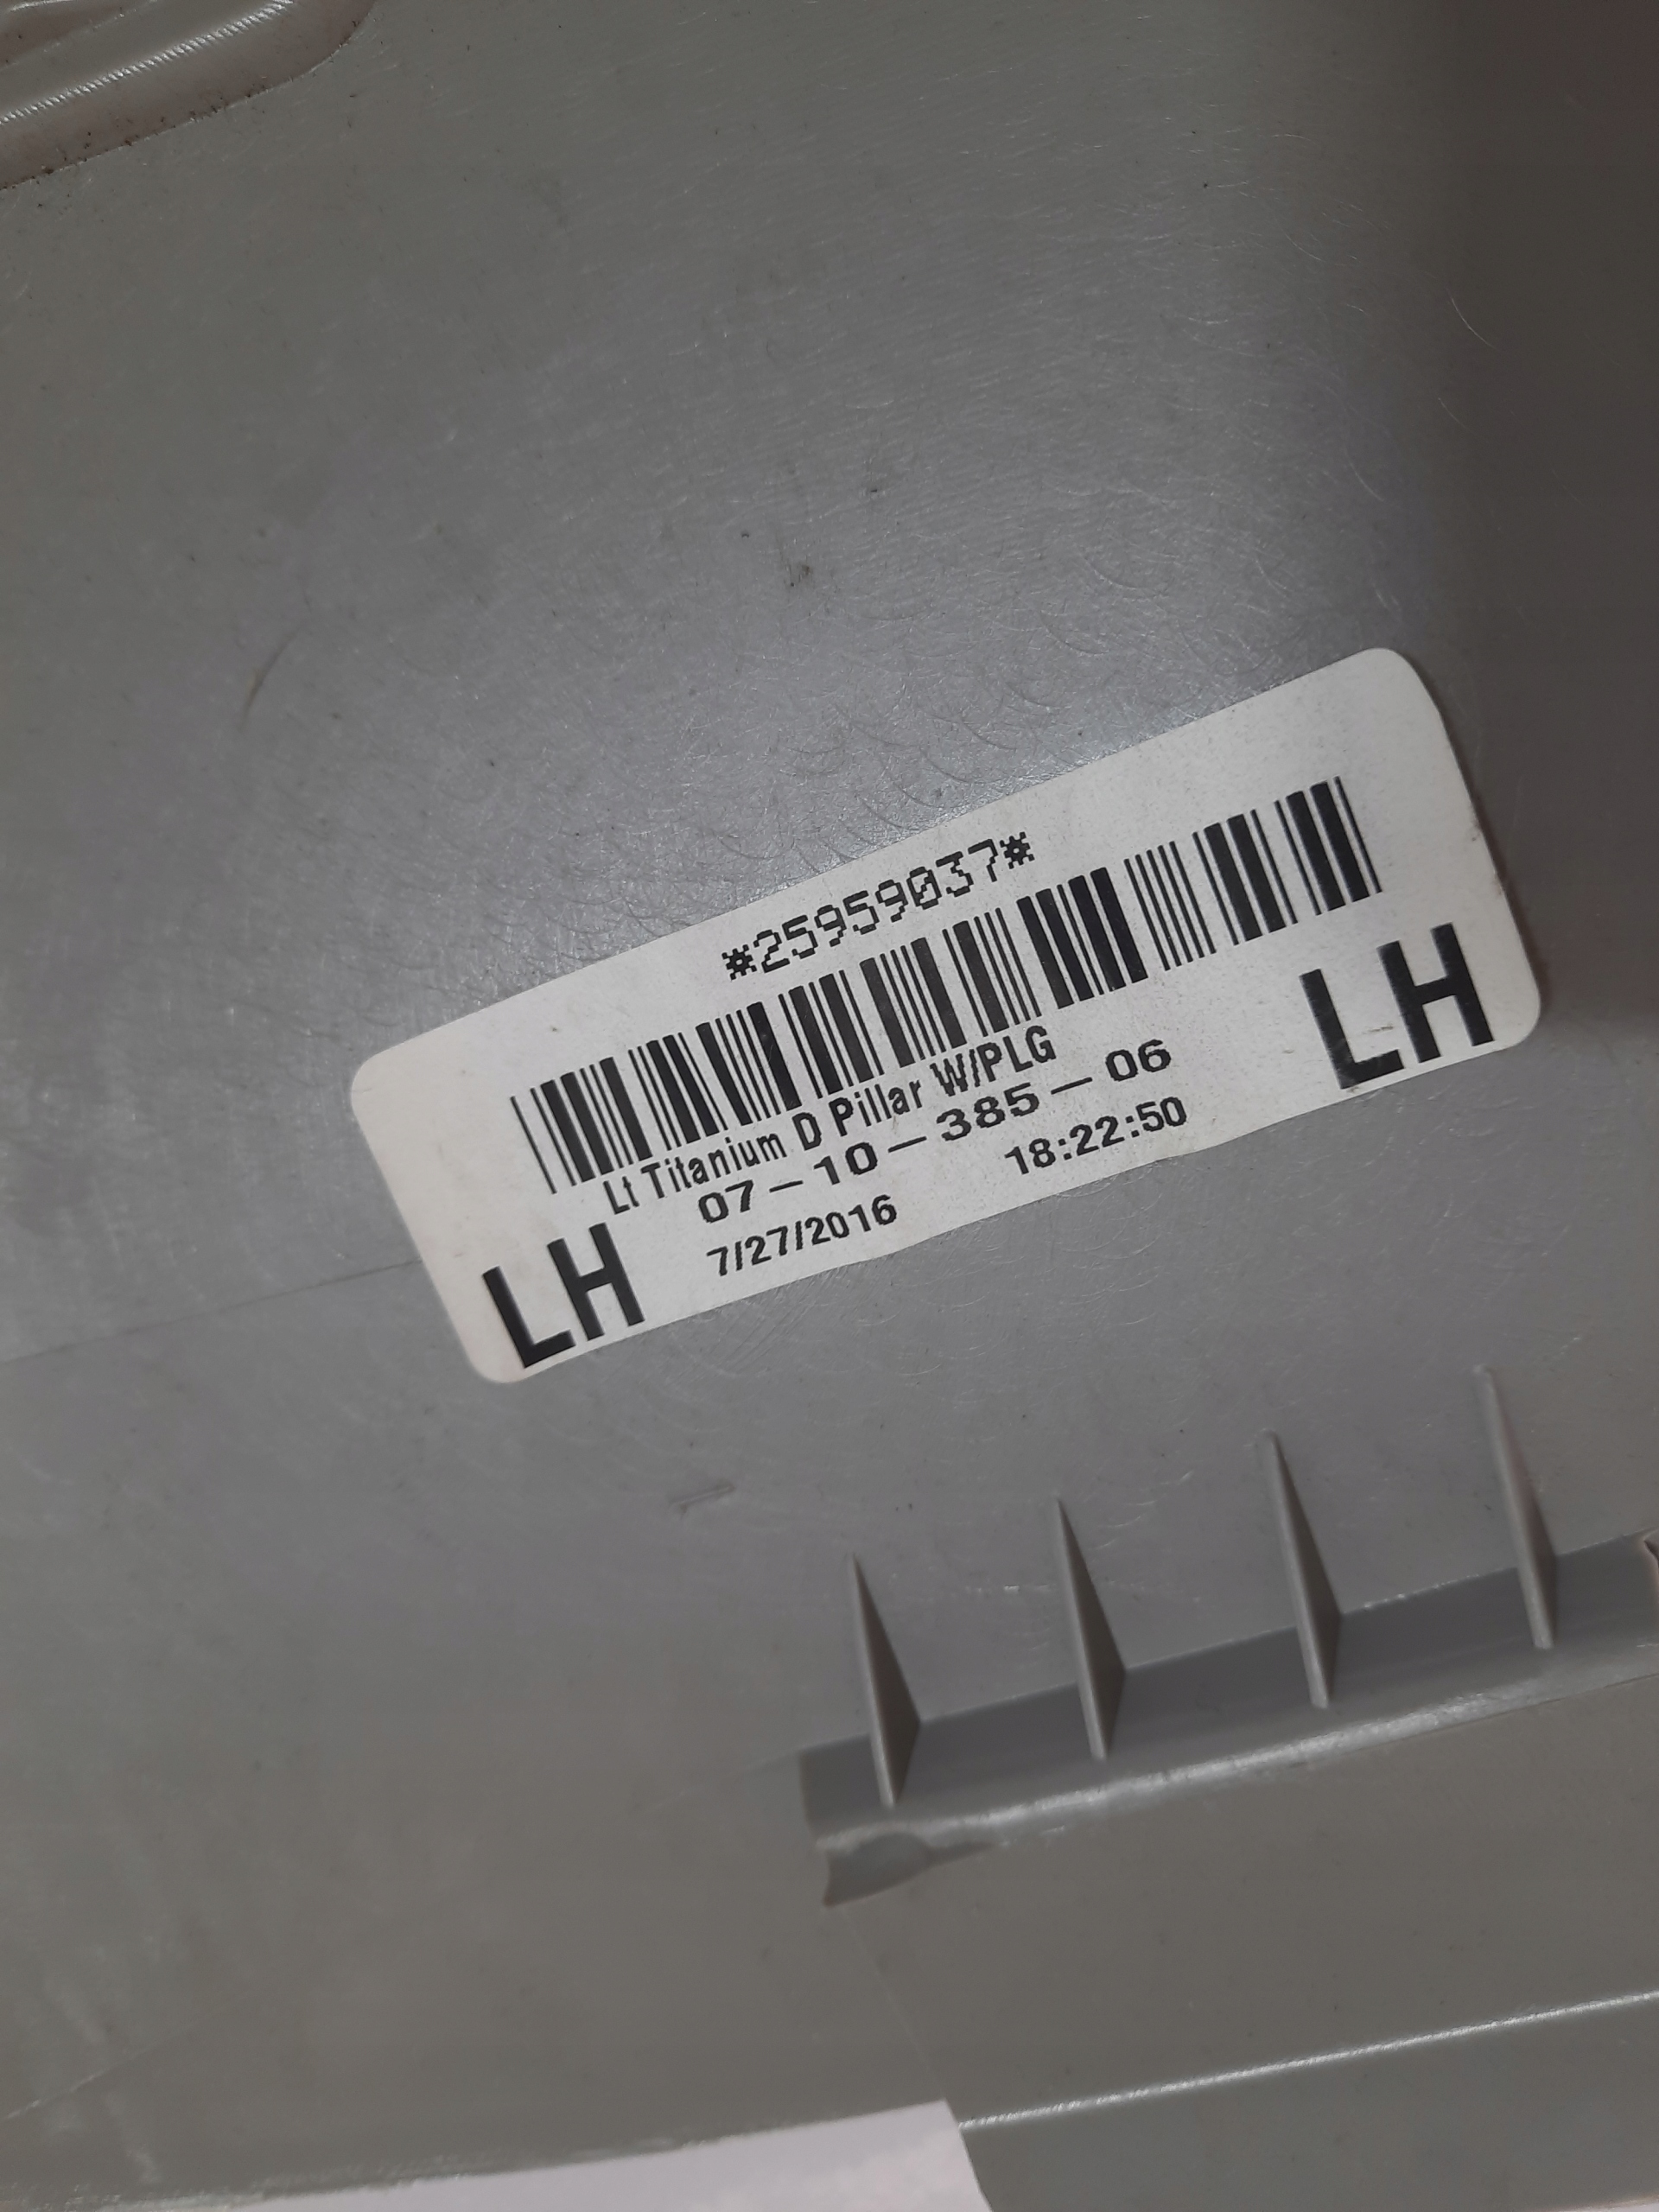 *25959037*
Lt Titanium D Pillar W/PLG
07-10-385-06
7/27/2016 18:22:50
LH LH